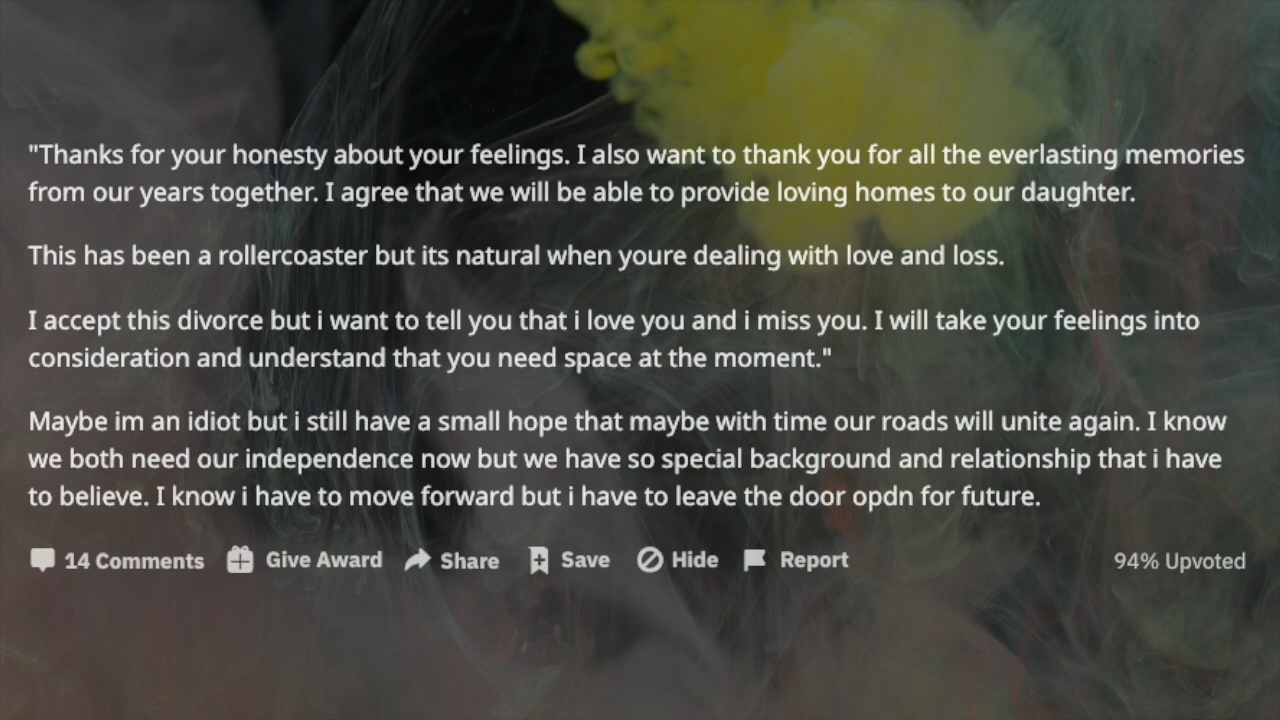 "Thanks for your honesty about your feelings. I also want to thank you for all the everlasting memories
from our years together. I agree that we will be able to provide loving homes to our daughter.
This has been a rollercoaster but its natural when youre dealing with love and loss.
I accept this divorce but i want to tell you that i love you and i miss you. I will take your feelings into
consideration and understand that you need space at the moment."
Maybe im an idiot but i still have a small hope that maybe with time our roads will unite again. I know
we both need our independence now but we have so special background and relationship that i have
to believe. I know i have to move forward but i have to leave the door opdn for future.
14 Comments Give Award Share Save Hide Report 94% Upvoted